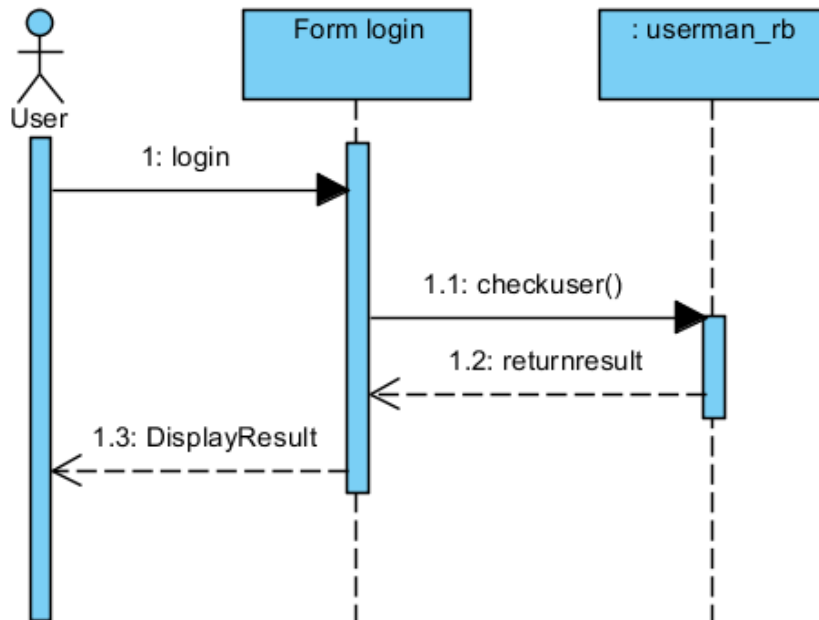 Form login
: userman_rb
User
1: login
1.1: checkuser()
1.2: returnresult
1.3: DisplayResult